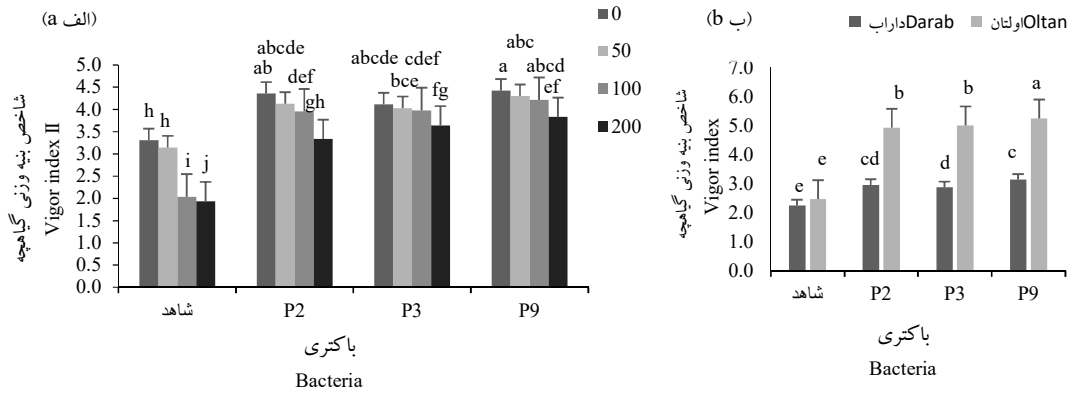 (a الف)
0
50
100
200
شاخص بنیه وزنی گیاهچه
Vigor index II
5.0
4.5
4.0
3.5
3.0
2.5
2.0
1.5
1.0
0.5
0.0
h h i j
abcde
ab def gh
abcde cdef
bce fg
abc
a abcd ef
شاهد P2 P3 P9
باکتری
Bacteria
(b ب)
Darabداراب Oltanاولتان
شاخص بنیه وزنی گیاهچه
Vigor index
7.0
6.0
5.0
4.0
3.0
2.0
1.0
0.0
e e cd b d b c a
شاهد P2 P3 P9
باکتری
Bacteria